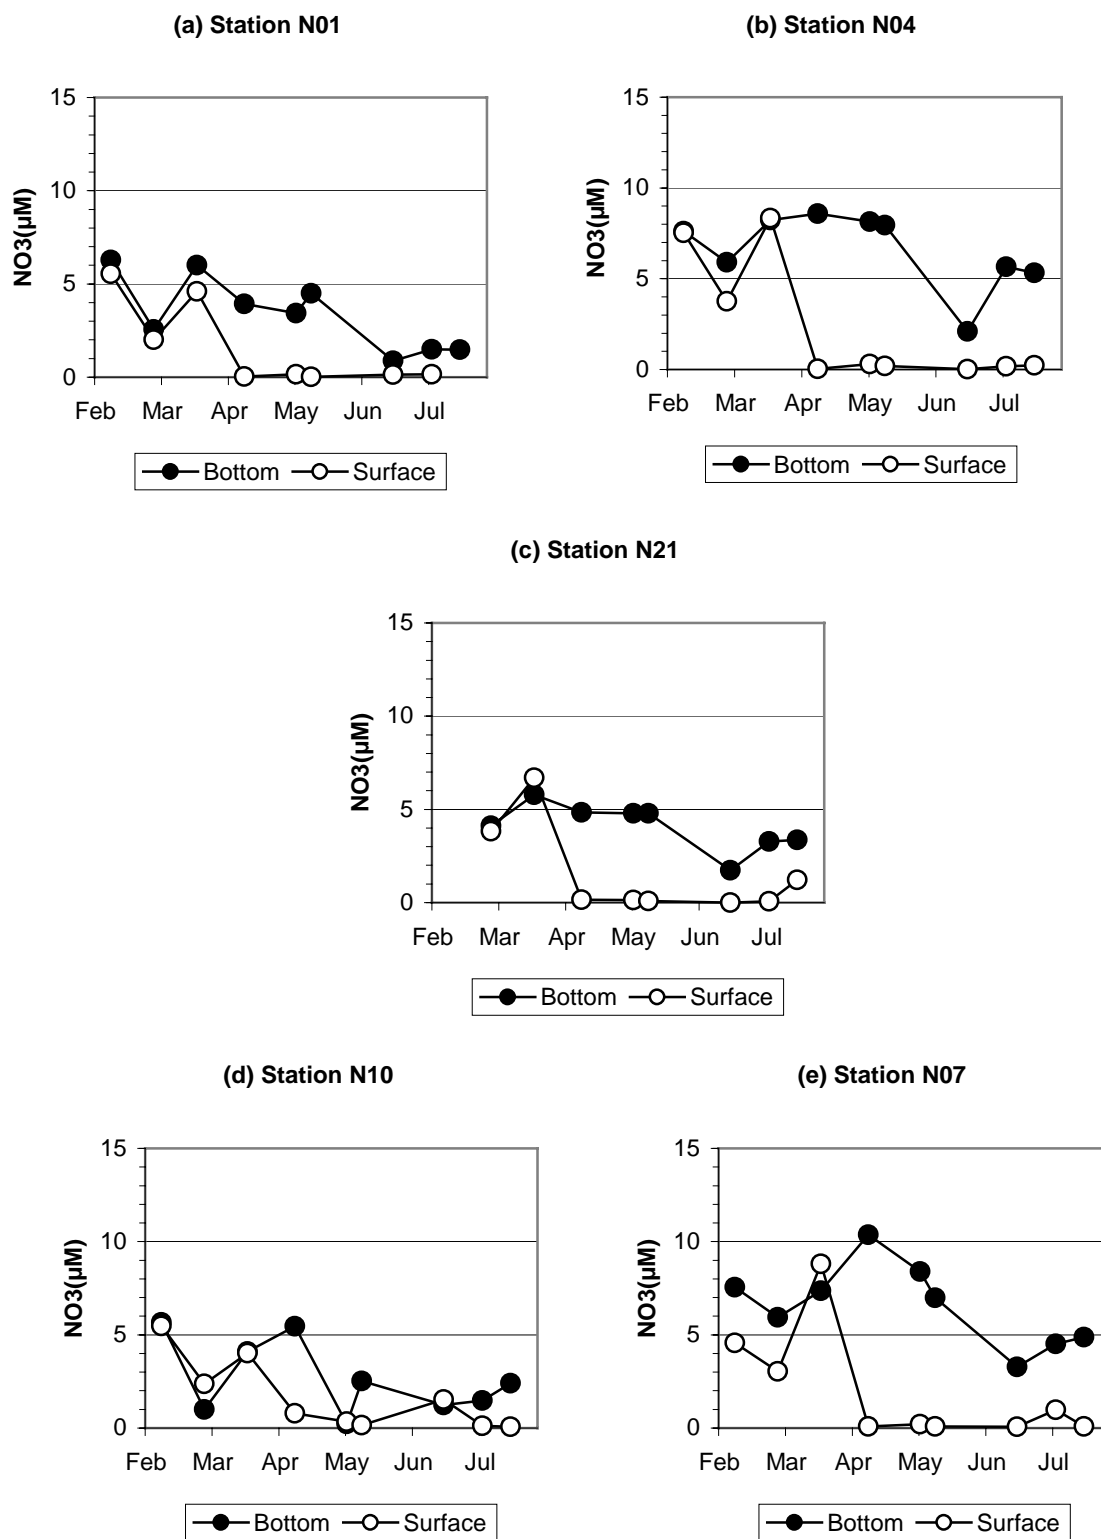 (a) Station N01
(b) Station N04
15
10
5
0
NO3(µM)
Feb Mar Apr May Jun Jul
Bottom Surface
15
10
5
0
NO3(µM)
Feb Mar Apr May Jun Jul
Bottom Surface
(c) Station N21
15
10
5
0
NO3(µM)
Feb Mar Apr May Jun Jul
Bottom Surface
(d) Station N10
(e) Station N07
15
10
5
0
NO3(µM)
Feb Mar Apr May Jun Jul
Bottom Surface
15
10
5
0
NO3(µM)
Feb Mar Apr May Jun Jul
Bottom Surface